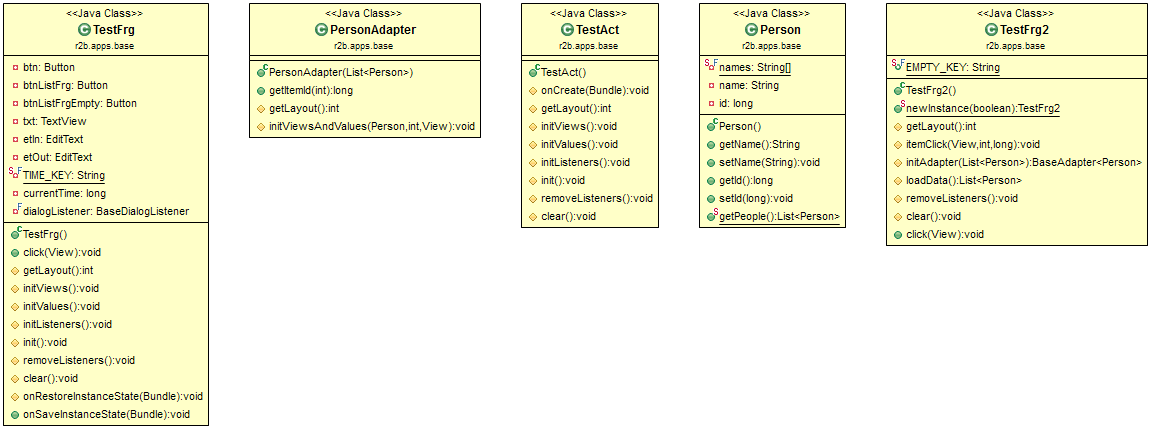 <<Java Class>>
TestFrg
r2b.apps.base
btn: Button
btnListFrg: Button
btnListFrgEmpty: Button
txt: TextView
etIn: EditText
etOut: EditText
TIME_KEY: String
currentTime: long
dialogListener: BaseDialogListener
TestFrg()
click(View):void
getLayout():int
initViews():void
initValues():void
initListeners():void
init():void
removeListeners():void
clear():void
onRestoreInstanceState(Bundle):void
onSaveInstanceState(Bundle):void
<<Java Class>>
PersonAdapter
r2b.apps.base
PersonAdapter(List<Person>)
getItemId(int):long
getLayout():int
initViewsAndValues(Person,int,View):void
<<Java Class>>
TestAct
r2b.apps.base
TestAct()
onCreate(Bundle):void
getLayout():int
initViews():void
initValues():void
initListeners():void
init():void
removeListeners():void
clear():void
<<Java Class>>
Person
r2b.apps.base
names: String[]
name: String
id: long
Person()
getName():String
setName(String):void
getId():long
setId(long):void
getPeople():List<Person>
<<Java Class>>
TestFrg2
r2b.apps.base
EMPTY_KEY: String
TestFrg2()
newInstance(boolean):TestFrg2
getLayout():int
itemClick(View,int,long):void
initAdapter(List<Person>):BaseAdapter<Person>
loadData():List<Person>
removeListeners():void
clear():void
click(View):void